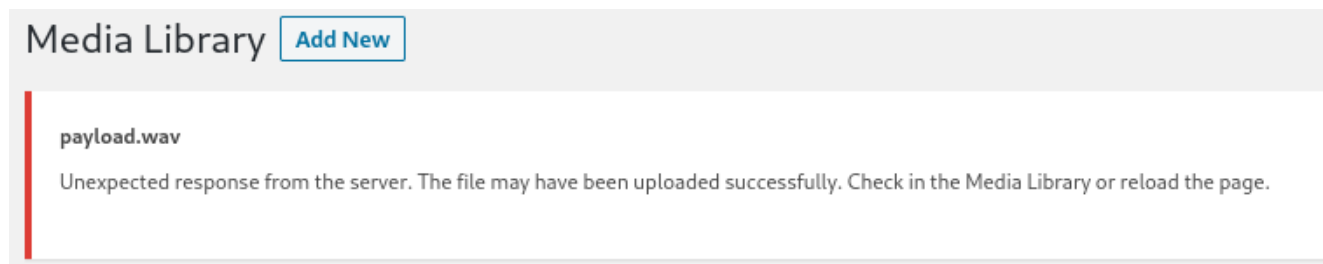 Media Library Add New
payload.wav
Unexpected response from the server. The file may have been uploaded successfully. Check in the Media Library or reload the page.